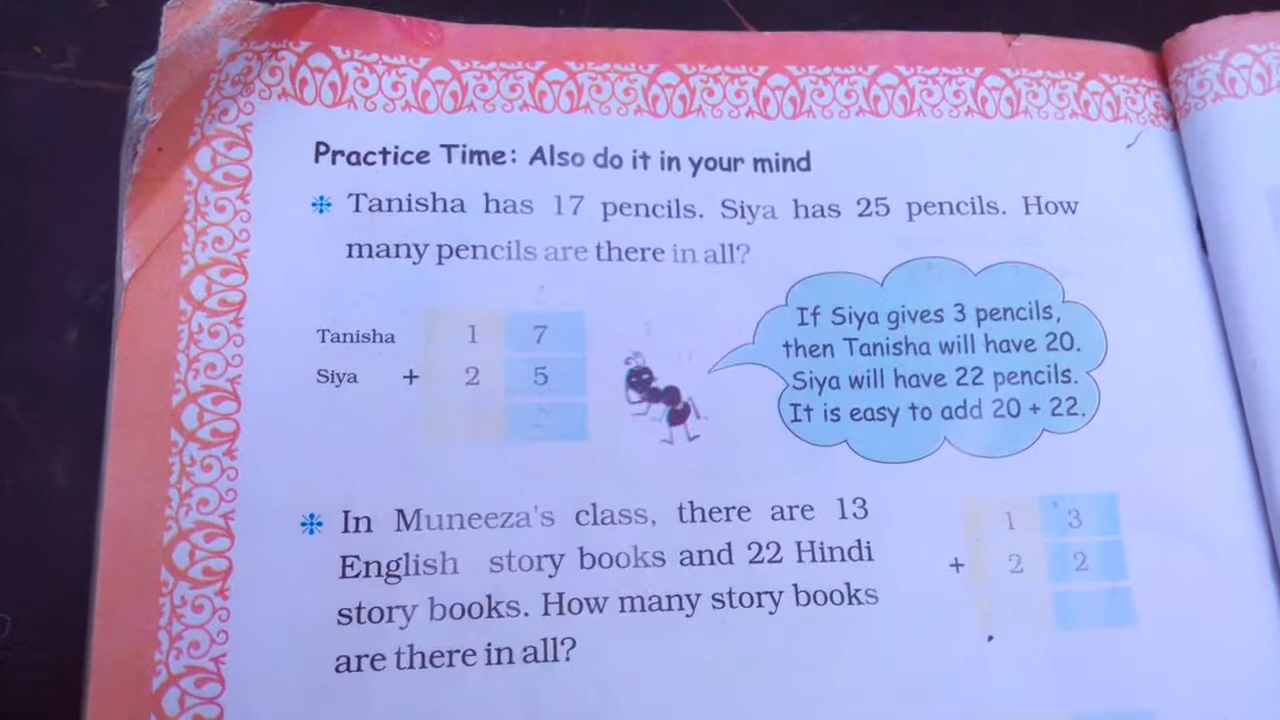 Practice Time: Also do it in your mind
Tanisha has 17 pencils. Siya has 25 pencils. How
many pencils are there in all?
Tanisha 1 7
Siya + 2 5
If Siya gives 3 pencils,
then Tanisha will have 20.
Siya will have 22 pencils.
It is easy to add 20 + 22.
In Muneeza's class, there are 13
English story books and 22 Hindi
story books. How many story books
are there in all?
1 3
+ 2 2